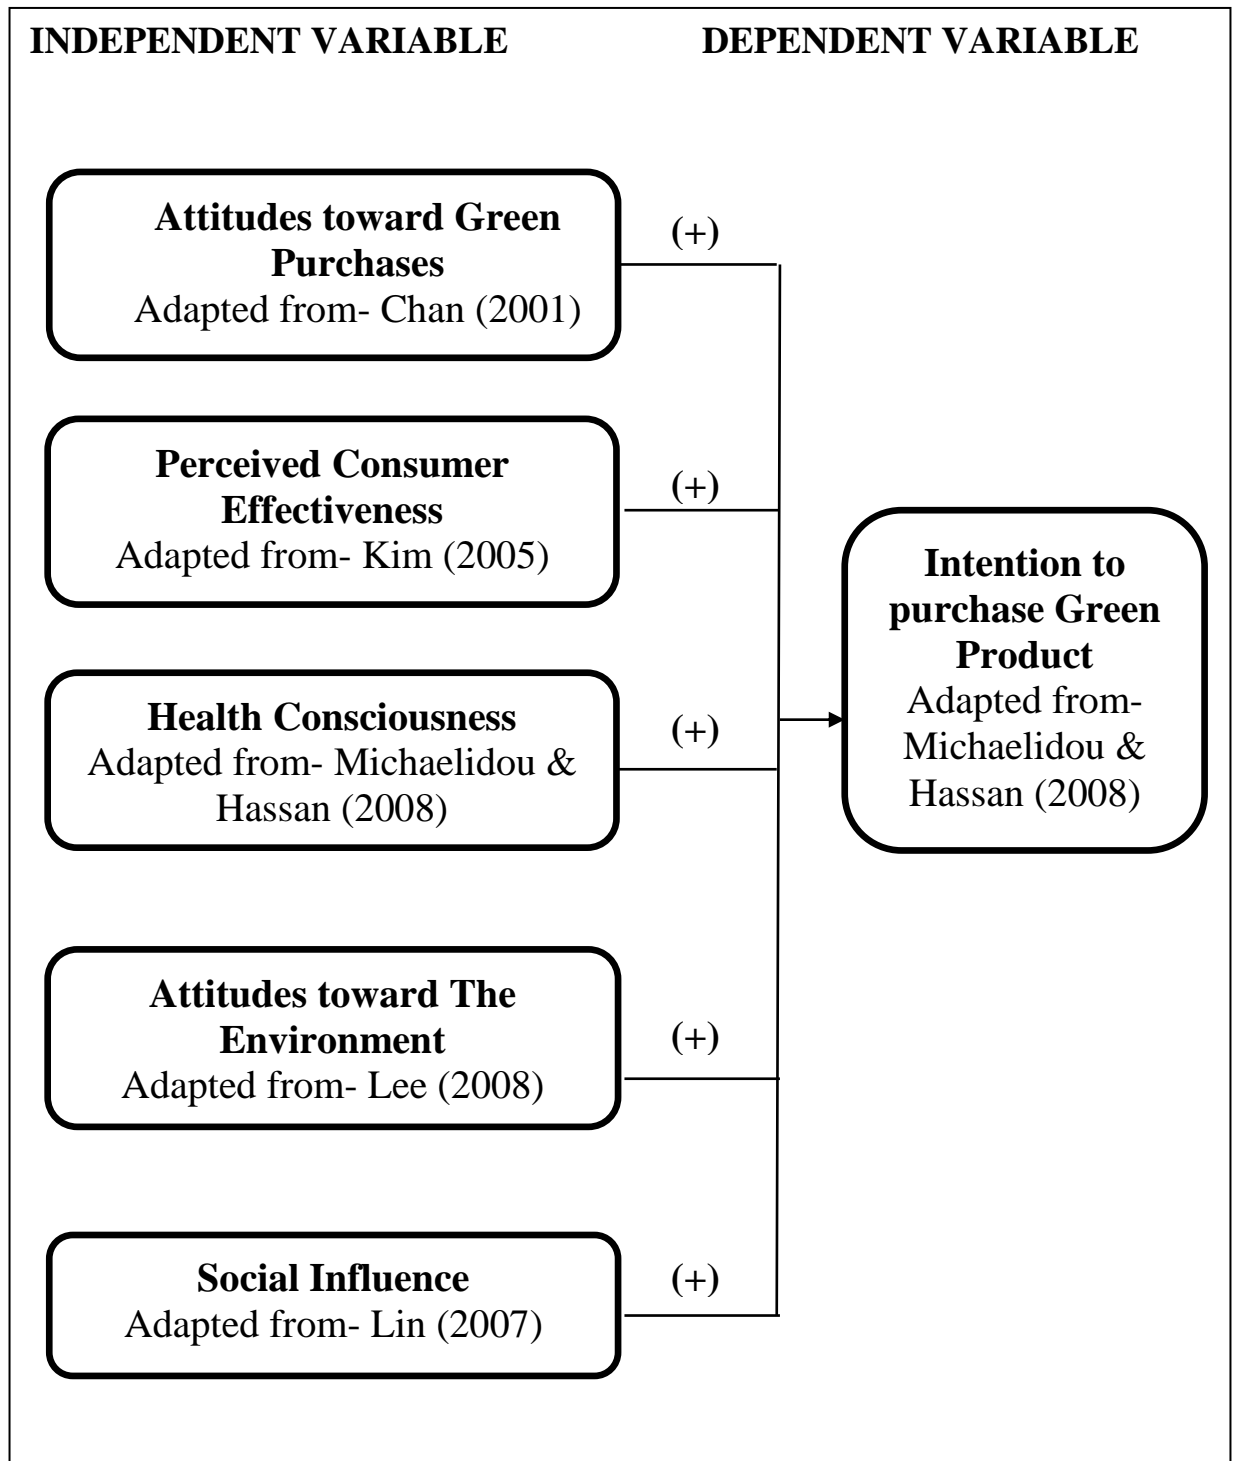 INDEPENDENT VARIABLE
DEPENDENT VARIABLE
Attitudes toward Green
Purchases
Adapted from- Chan (2001)
(+)
Perceived Consumer
Effectiveness
Adapted from- Kim (2005)
(+)
Health Consciousness
Adapted from- Michaelidou &
Hassan (2008)
(+)
Attitudes toward The
Environment
Adapted from- Lee (2008)
(+)
Social Influence
Adapted from- Lin (2007)
(+)
Intention to
purchase Green
Product
Adapted from-
Michaelidou &
Hassan (2008)